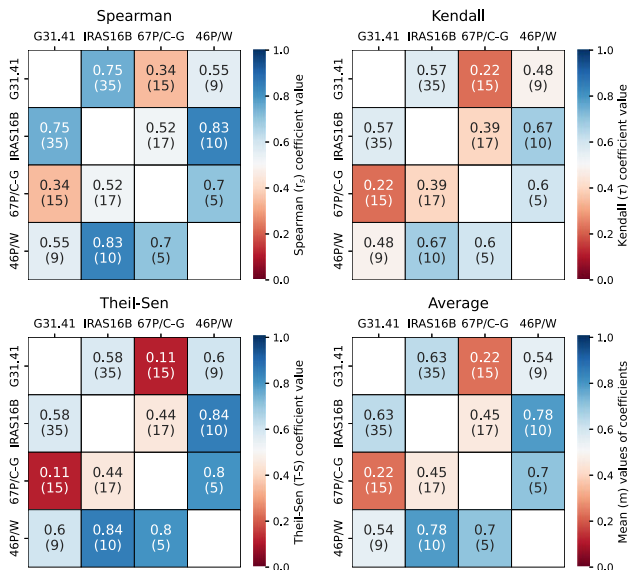 Spearman
G31.41 IRAS16B 67P/C–G 46P/W
G31.41
0.75 0.34 0.55
(35) (15) (9)
IRAS16B
0.75 0.52 0.83
(35) (17) (10)
67P/C–G
0.34 0.52 0.7
(15) (17) (5)
46P/W
0.55 0.83 0.7
(9) (10) (5)
1.0
0.8
0.6
0.4
0.2
0.0
Spearman (rₛ) coefficient value
Kendall
G31.41 IRAS16B 67P/C–G 46P/W
G31.41
0.57 0.22 0.48
(35) (15) (9)
IRAS16B
0.57 0.39 0.67
(35) (17) (10)
67P/C–G
0.22 0.39 0.6
(15) (17) (5)
46P/W
0.48 0.67 0.6
(9) (10) (5)
1.0
0.8
0.6
0.4
0.2
0.0
Kendall (τ) coefficient value
Theil-Sen
G31.41 IRAS16B 67P/C–G 46P/W
G31.41
0.58 0.11 0.6
(35) (15) (9)
IRAS16B
0.58 0.44 0.84
(35) (17) (10)
67P/C–G
0.11 0.44 0.8
(15) (17) (5)
46P/W
0.6 0.84 0.8
(9) (10) (5)
1.0
0.8
0.6
0.4
0.2
0.0
Theil-Sen (T-S) coefficient value
Average
G31.41 IRAS16B 67P/C–G 46P/W
G31.41
0.63 0.22 0.54
(35) (15) (9)
IRAS16B
0.63 0.45 0.78
(35) (17) (10)
67P/C–G
0.22 0.45 0.7
(15) (17) (5)
46P/W
0.54 0.78 0.7
(9) (10) (5)
1.0
0.8
0.6
0.4
0.2
0.0
Mean (m) values of coefficients